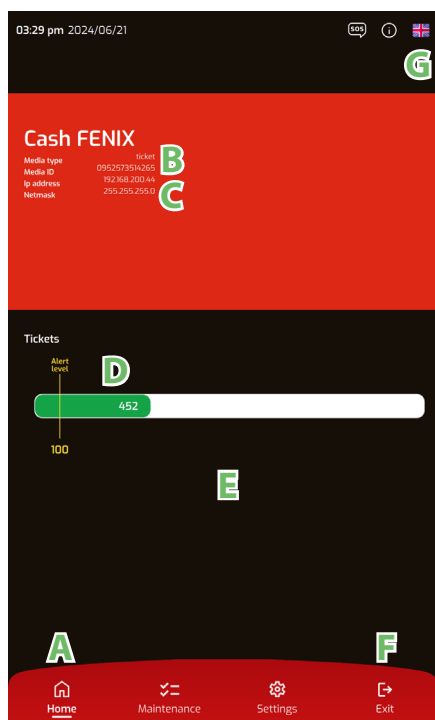 03:29 pm 2024/06/21 SOS i
G
Cash FENIX
Media type ticket B
Media ID 0952573514265
Ip address 192.168.200.44 C
Netmask 255.255.255.0
Tickets
Alert
level
D
452
100
E
A F
Home Maintenance Settings Exit